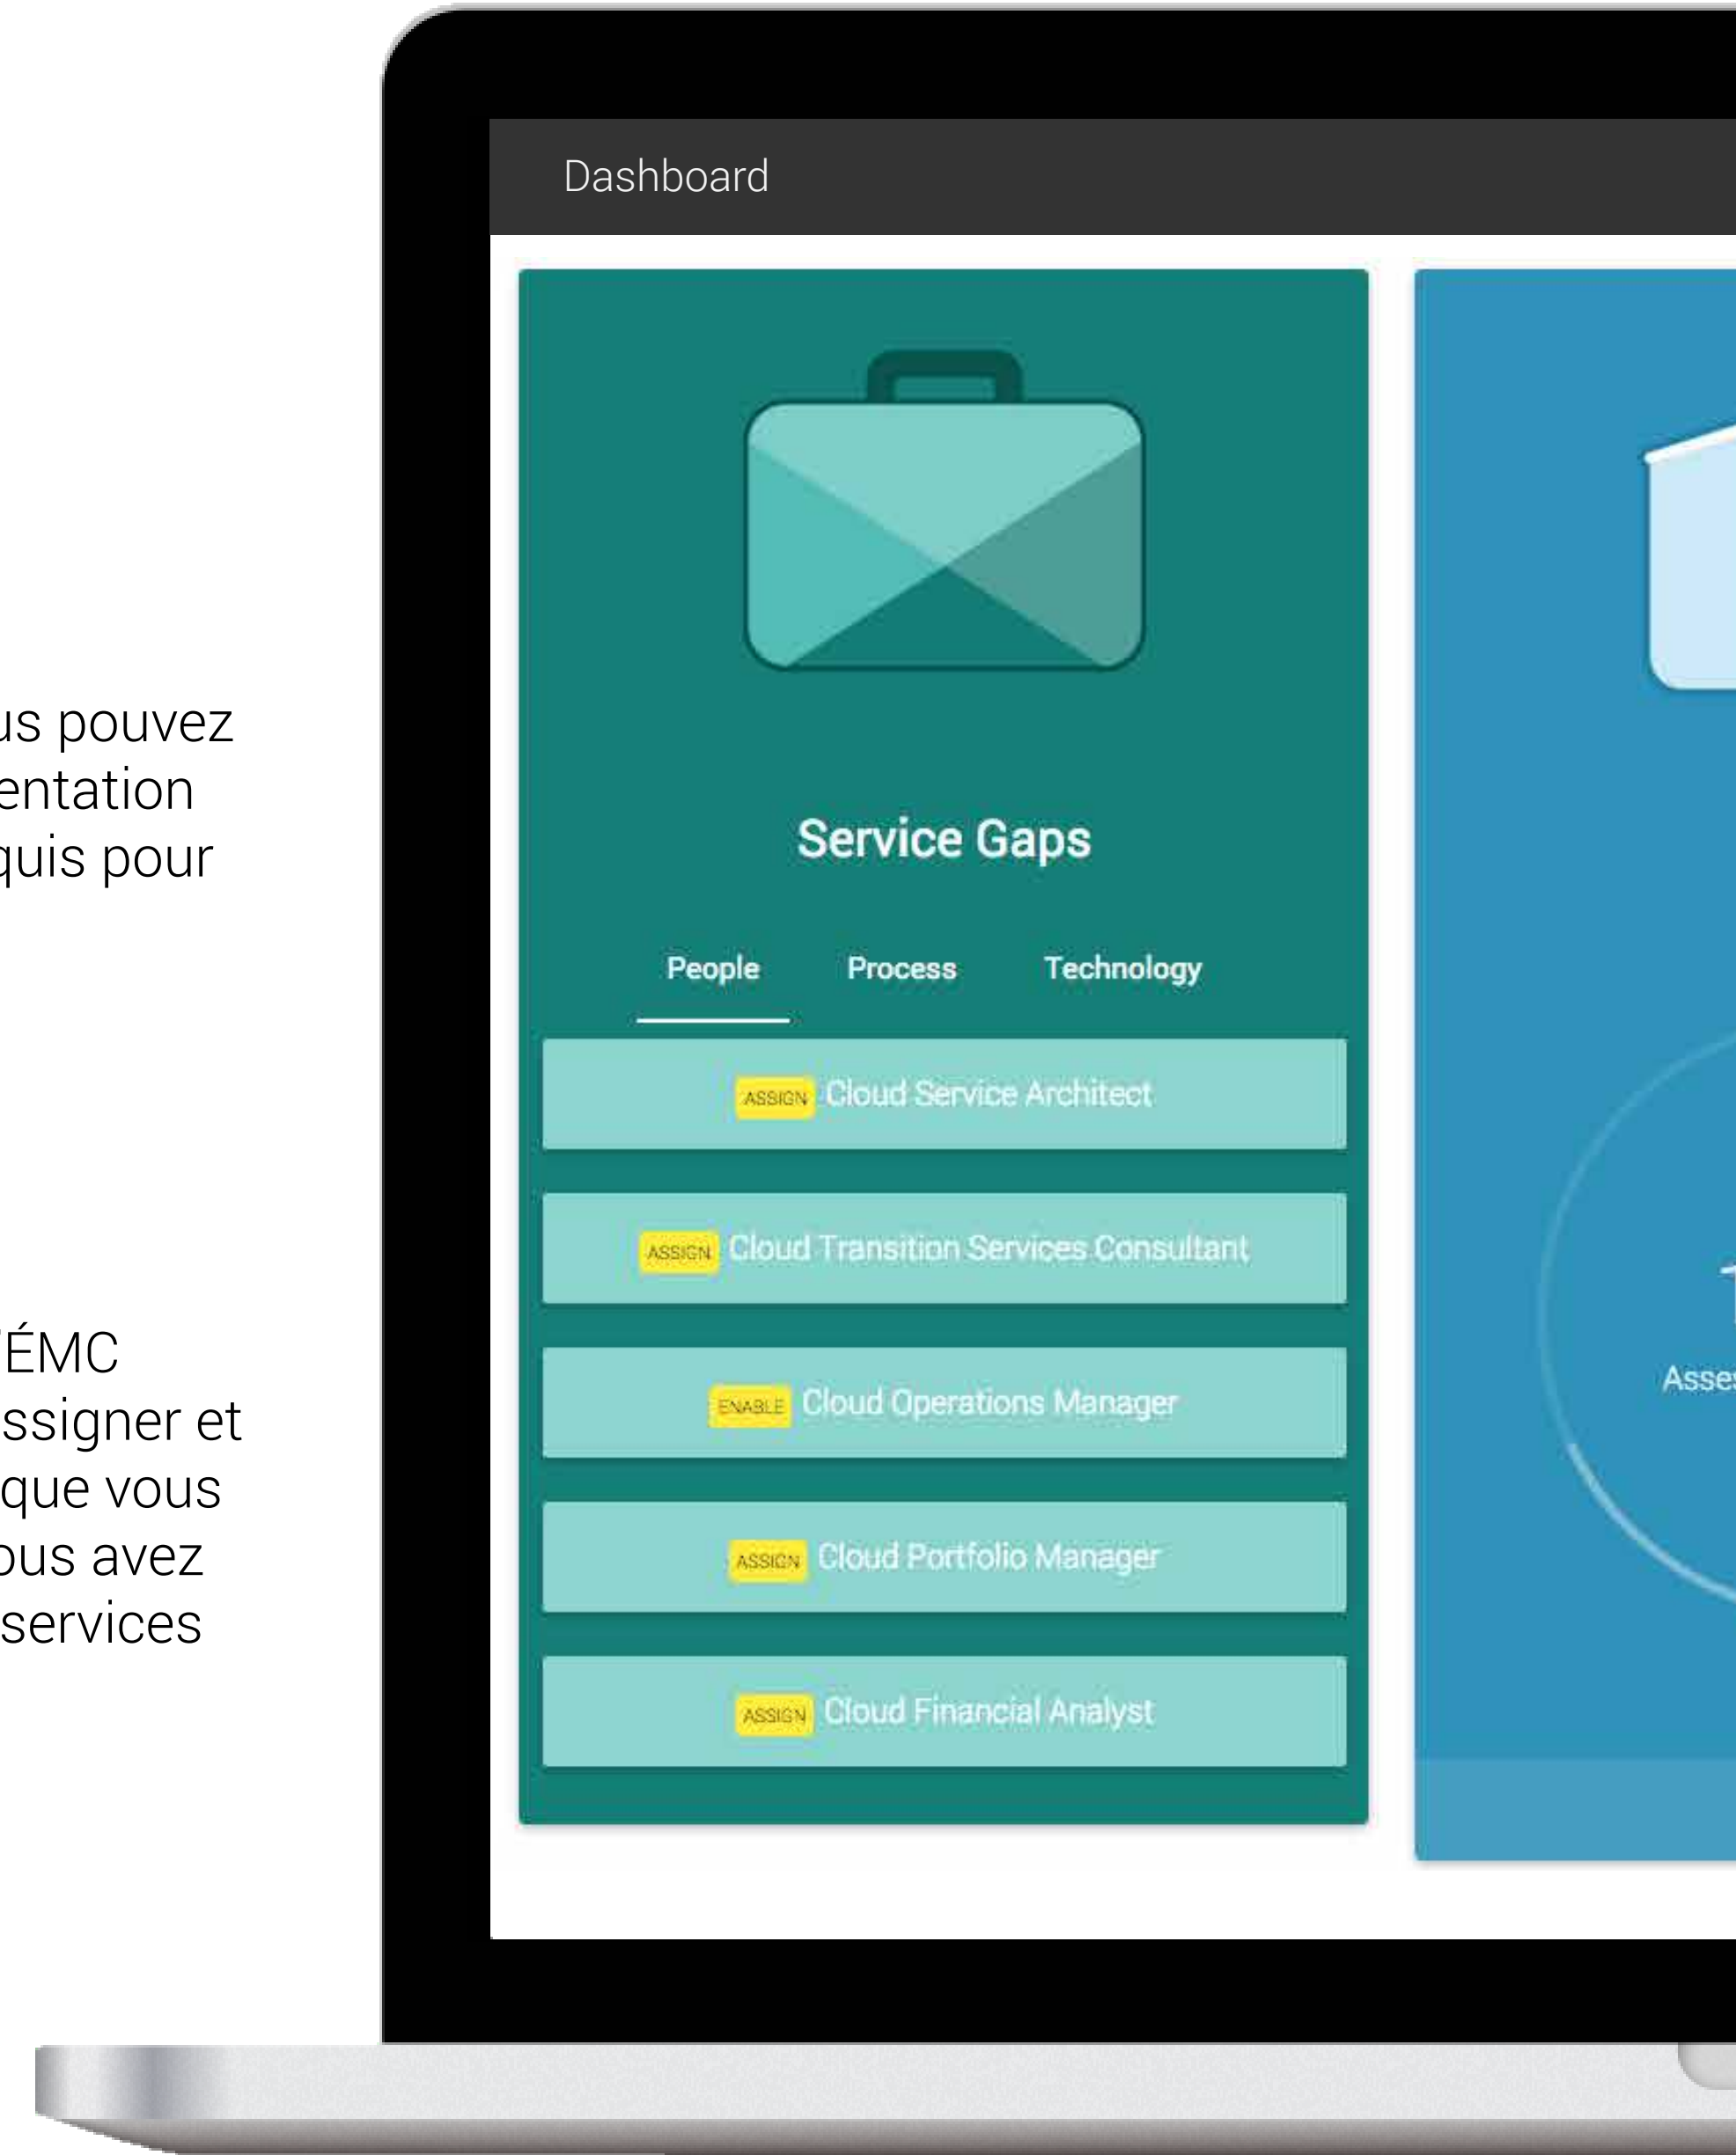 us pouvez
entation
quis pour
ÉMC
ssigner et
que vous
ous avez
services
Dashboard
Service Gaps
People Process Technology
ASSIGN Cloud Service Architect
ASSIGN Cloud Transition Services Consultant
ENABLE Cloud Operations Manager
ASSIGN Cloud Portfolio Manager
ASSIGN Cloud Financial Analyst
1
Asses